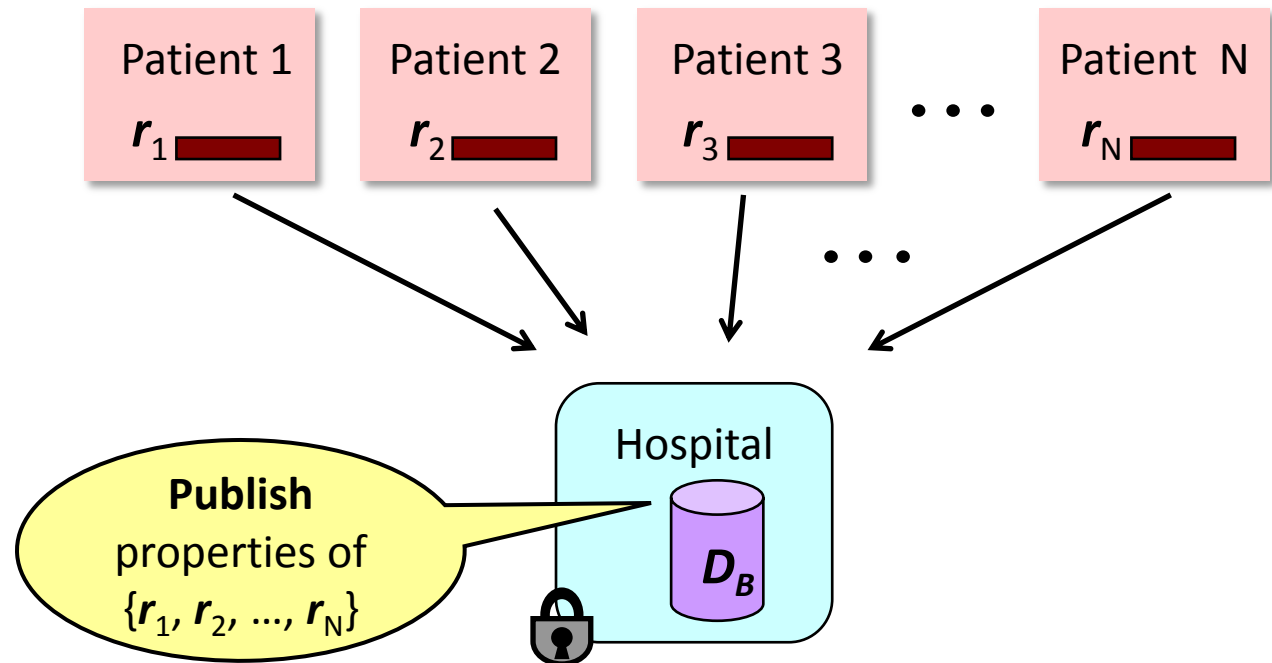 Patient 1
r1
Patient 2
r2
Patient 3
r3
• • •
Patient N
rN
• • •
Hospital
DB
Publish
properties of
{r1, r2, ..., rN}